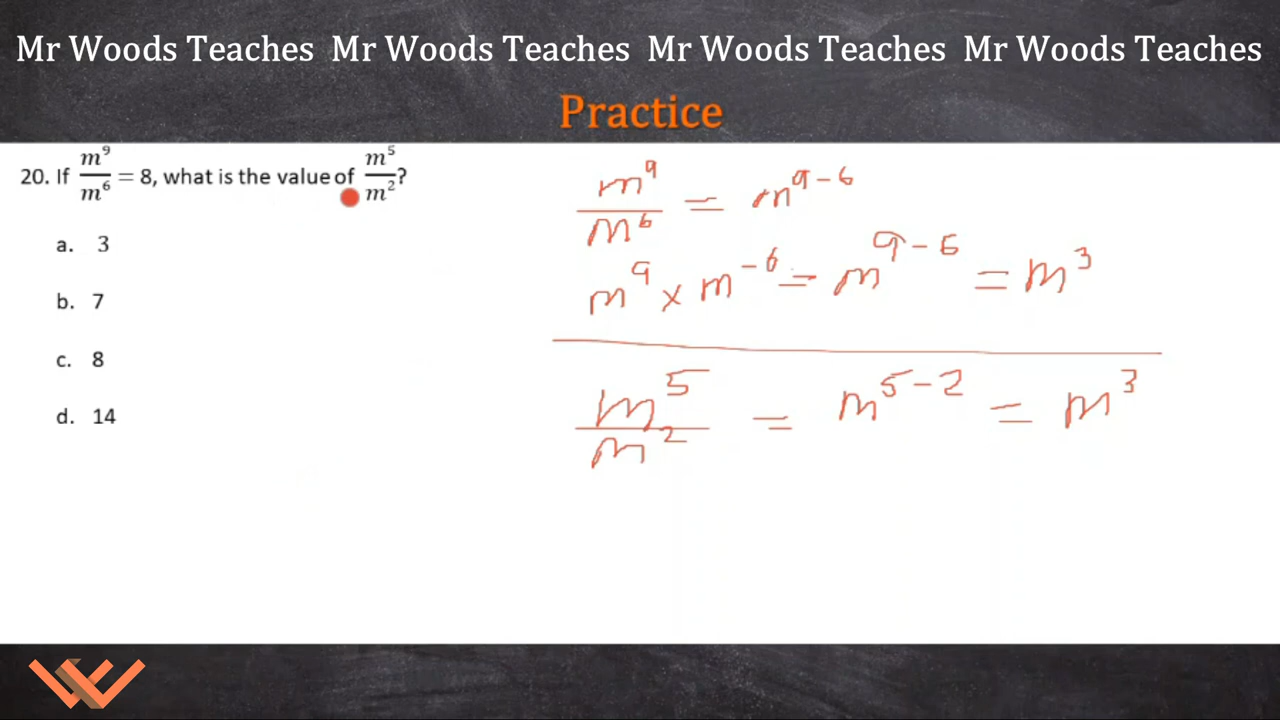 Mr Woods Teaches Mr Woods Teaches Mr Woods Teaches Mr Woods Teaches
Practice
20. If m⁹/m⁶ = 8, what is the value of m⁵/m²?
a. 3
b. 7
c. 8
d. 14
m⁹/m⁶ = m⁹⁻⁶
m⁹ × m⁻⁶ = m⁹⁻⁶ = m³
m⁵/m² = m⁵⁻² = m³